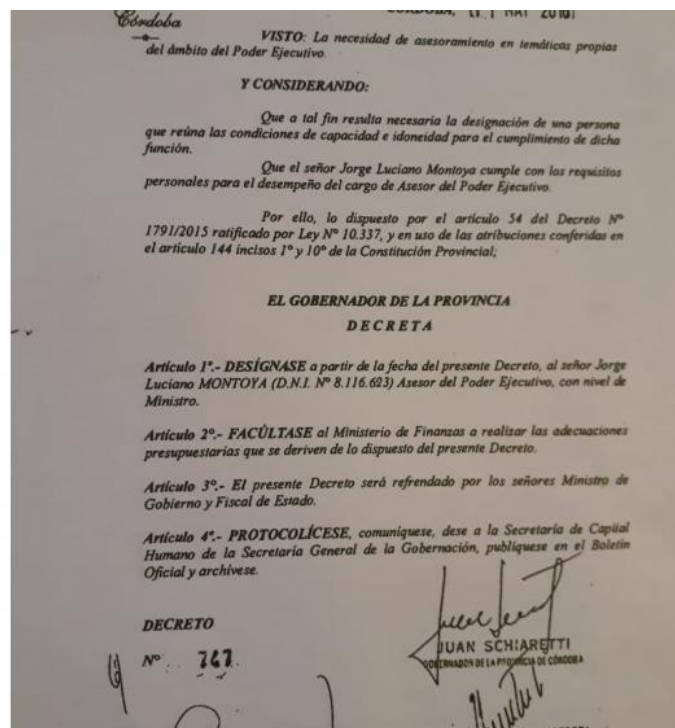 Córdoba
CÓRDOBA,
VISTO: La necesidad de asesoramiento en temáticas propias
del ámbito del Poder Ejecutivo.
Y CONSIDERANDO:
Que a tal fin resulta necesaria la designación de una persona
que reúna las condiciones de capacidad e idoneidad para el cumplimiento de dicha
función.
Que el señor Jorge Luciano Montoya cumple con los requisitos
personales para el desempeño del cargo de Asesor del Poder Ejecutivo.
Por ello, lo dispuesto por el artículo 54 del Decreto Nº
1791/2015 ratificado por Ley Nº 10.337, y en uso de las atribuciones conferidas en
el artículo 144 incisos 1º y 10º de la Constitución Provincial;
EL GOBERNADOR DE LA PROVINCIA
DECRETA
Artículo 1º.- DESÍGNASE a partir de la fecha del presente Decreto, al señor Jorge
Luciano MONTOYA (D.N.I. Nº 8.116.623) Asesor del Poder Ejecutivo, con nivel de
Ministro.
Artículo 2º.- FACÚLTASE al Ministerio de Finanzas a realizar las adecuaciones
presupuestarias que se deriven de lo dispuesto del presente Decreto.
Artículo 3º.- El presente Decreto será refrendado por los señores Ministro de
Gobierno y Fiscal de Estado.
Artículo 4º.- PROTOCOLÍCESE, comuníquese, dese a la Secretaría de Capital
Humano de la Secretaria General de la Gobernación, publíquese en el Boletín
Oficial y archívese.
DECRETO
Nº
JUAN SCHIARETTI
GOBERNADOR DE LA PROVINCIA DE CÓRDOBA